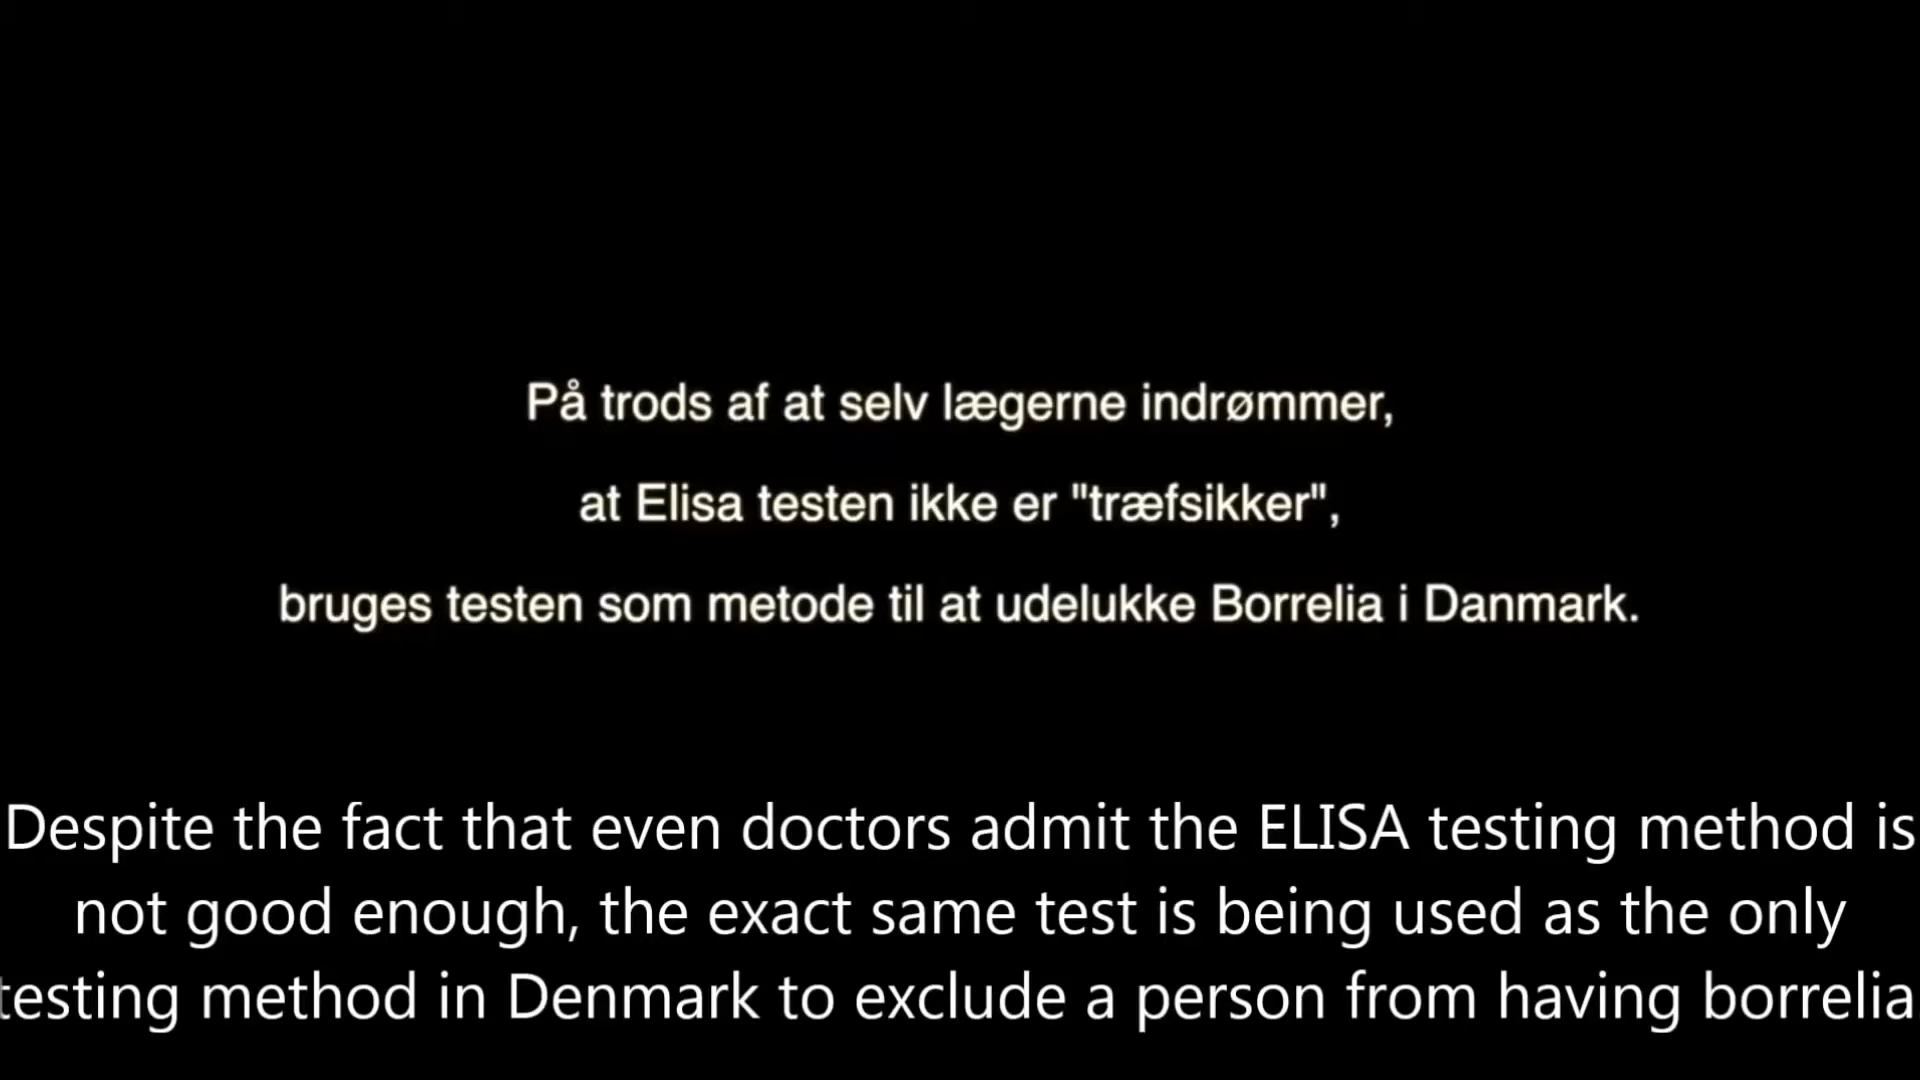 På trods af at selv lægerne indrømmer,
at Elisa testen ikke er "træfsikker",
bruges testen som metode til at udelukke Borrelia i Danmark.
Despite the fact that even doctors admit the ELISA testing method is
not good enough, the exact same test is being used as the only
testing method in Denmark to exclude a person from having borrelia.